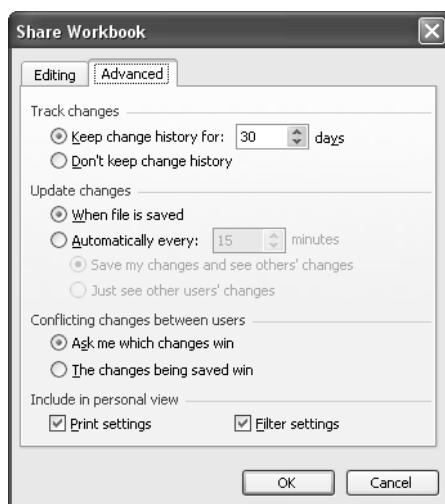 Share Workbook
Editing
Advanced
Track changes
Keep change history for: 30 days
Don't keep change history
Update changes
When file is saved
Automatically every: 15 minutes
Save my changes and see others' changes
Just see other users' changes
Conflicting changes between users
Ask me which changes win
The changes being saved win
Include in personal view
Print settings
Filter settings
OK
Cancel